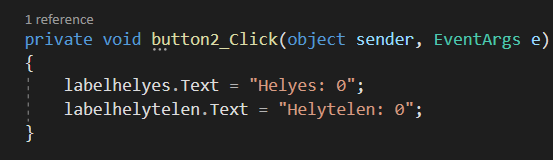 1 reference
private void button2_Click(object sender, EventArgs e)
{
labelhelyes.Text = "Helyes: 0";
labelhelytelen.Text = "Helytelen: 0";
}